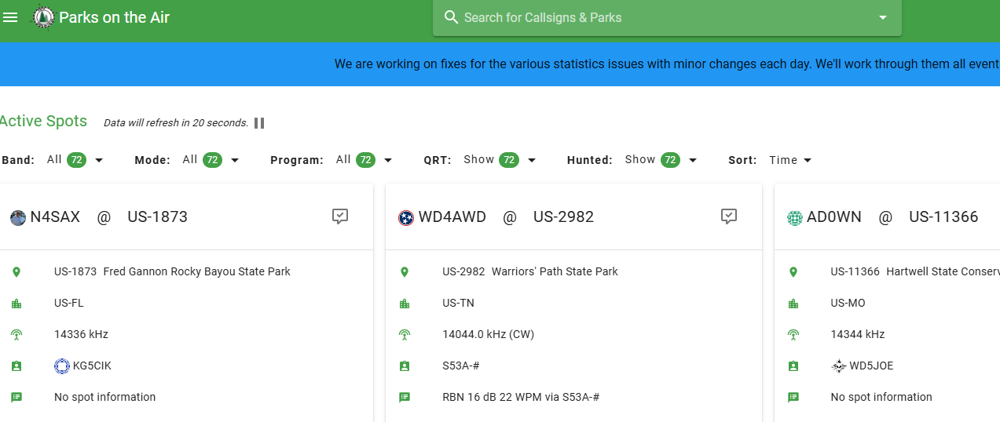 Parks on the Air
Search for Callsigns & Parks
We are working on fixes for the various statistics issues with minor changes each day. We'll work through them all event
Active Spots Data will refresh in 20 seconds.
Band: All 72 Mode: All 72 Program: All 72 QRT: Show 72 Hunted: Show 72 Sort: Time
N4SAX @ US-1873
US-1873 Fred Gannon Rocky Bayou State Park
US-FL
14336 kHz
KG5CIK
No spot information
WD4AWD @ US-2982
US-2982 Warriors' Path State Park
US-TN
14044.0 kHz (CW)
S53A-#
RBN 16 dB 22 WPM via S53A-#
AD0WN @ US-11366
US-11366 Hartwell State Conserv
US-MO
14344 kHz
WD5JOE
No spot information